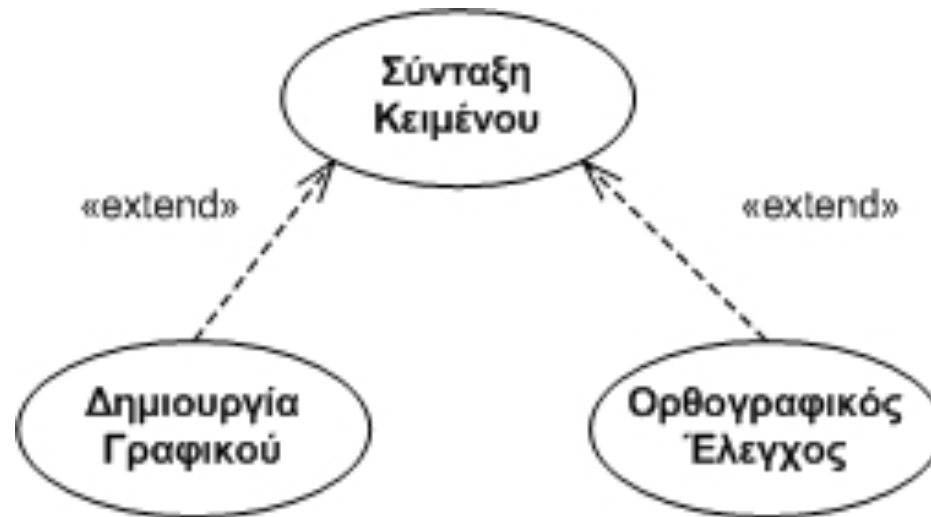 Σύνταξη
Κειμένου
«extend»
«extend»
Δημιουργία
Γραφικού
Ορθογραφικός
Έλεγχος